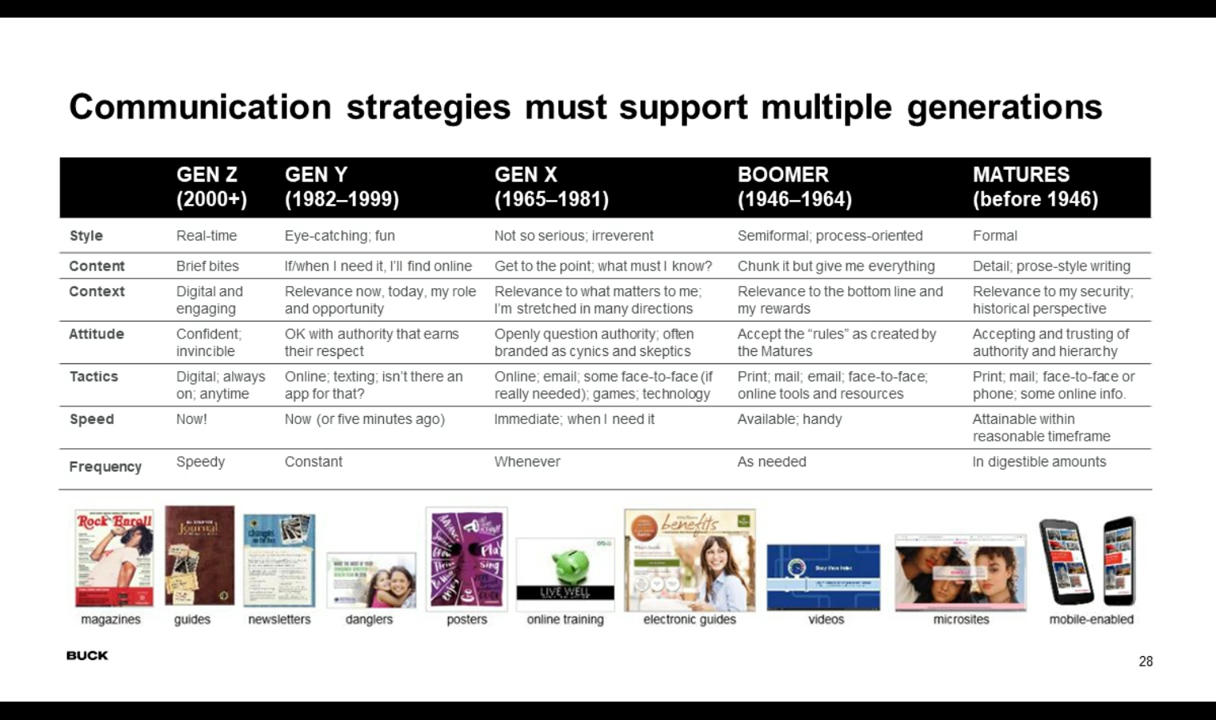 Communication strategies must support multiple generations
GEN Z GEN Y GEN X BOOMER MATURES
(2000+) (1982–1999) (1965–1981) (1946–1964) (before 1946)
Style Real-time Eye-catching; fun Not so serious; irreverent Semiformal; process-oriented Formal
Content Brief bites If/when I need it, I'll find online Get to the point; what must I know? Chunk it but give me everything Detail; prose-style writing
Context Digital and Relevance now, today, my role Relevance to what matters to me; Relevance to the bottom line and Relevance to my security;
engaging and opportunity I'm stretched in many directions my rewards historical perspective
Attitude Confident; OK with authority that earns Openly question authority; often Accept the “rules” as created by Accepting and trusting of
invincible their respect branded as cynics and skeptics the Matures authority and hierarchy
Tactics Digital; always Online; texting; isn't there an Online; email; some face-to-face (if Print; mail; email; face-to-face; Print; mail; face-to-face or
on; anytime app for that? really needed); games; technology online tools and resources phone; some online info.
Speed Now! Now (or five minutes ago) Immediate; when I need it Available; handy Attainable within
reasonable timeframe
Frequency Speedy Constant Whenever As needed In digestible amounts
Rock Enroll
Journal
changes
benefits
LIVE WELL
magazines guides newsletters danglers posters online training electronic guides videos microsites mobile-enabled
BUCK
28